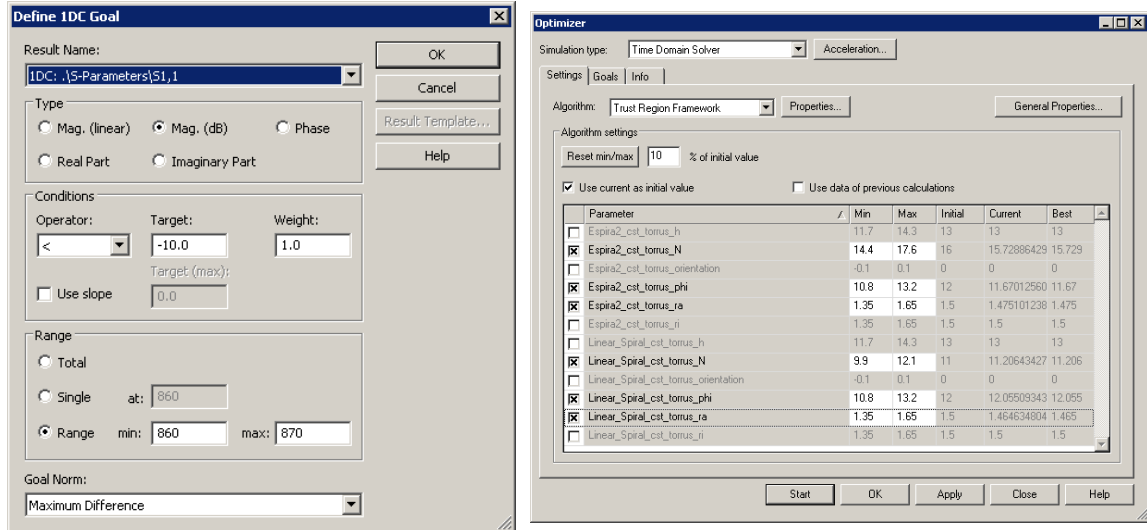 Define 1DC Goal
Result Name:
1DC: .\S-Parameters\S1,1
OK
Cancel
Result Template...
Help
Type
Mag. (linear) Mag. (dB) Phase
Real Part Imaginary Part
Conditions
Operator: Target: Weight:
< -10.0 1.0
Target (max):
Use slope 0.0
Range
Total
Single at: 860
Range min: 860 max: 870
Goal Norm:
Maximum Difference
Optimizer
Simulation type: Time Domain Solver Acceleration...
Settings Goals Info
Algorithm: Trust Region Framework Properties... General Properties...
Algorithm settings
Reset min/max 10 % of initial value
Use current as initial value Use data of previous calculations
Parameter Min Max Initial Current Best
Espira2_cst_torrus_h 11.7 14.3 13 13 13
Espira2_cst_torrus_N 14.4 17.6 16 15.72886429 15.729
Espira2_cst_torrus_orientation -0.1 0.1 0 0 0
Espira2_cst_torrus_phi 10.8 13.2 12 11.67012560 11.67
Espira2_cst_torrus_ra 1.35 1.65 1.5 1.475101238 1.475
Espira2_cst_torrus_ri 1.35 1.65 1.5 1.5 1.5
Linear_Spiral_cst_torrus_h 11.7 14.3 13 13 13
Linear_Spiral_cst_torrus_N 9.9 12.1 11 11.20643427 11.206
Linear_Spiral_cst_torrus_orientation -0.1 0.1 0 0 0
Linear_Spiral_cst_torrus_phi 10.8 13.2 12 12.05509343 12.055
Linear_Spiral_cst_torrus_ra 1.35 1.65 1.5 1.464634804 1.465
Linear_Spiral_cst_torrus_ri 1.35 1.65 1.5 1.5 1.5
Start OK Apply Close Help